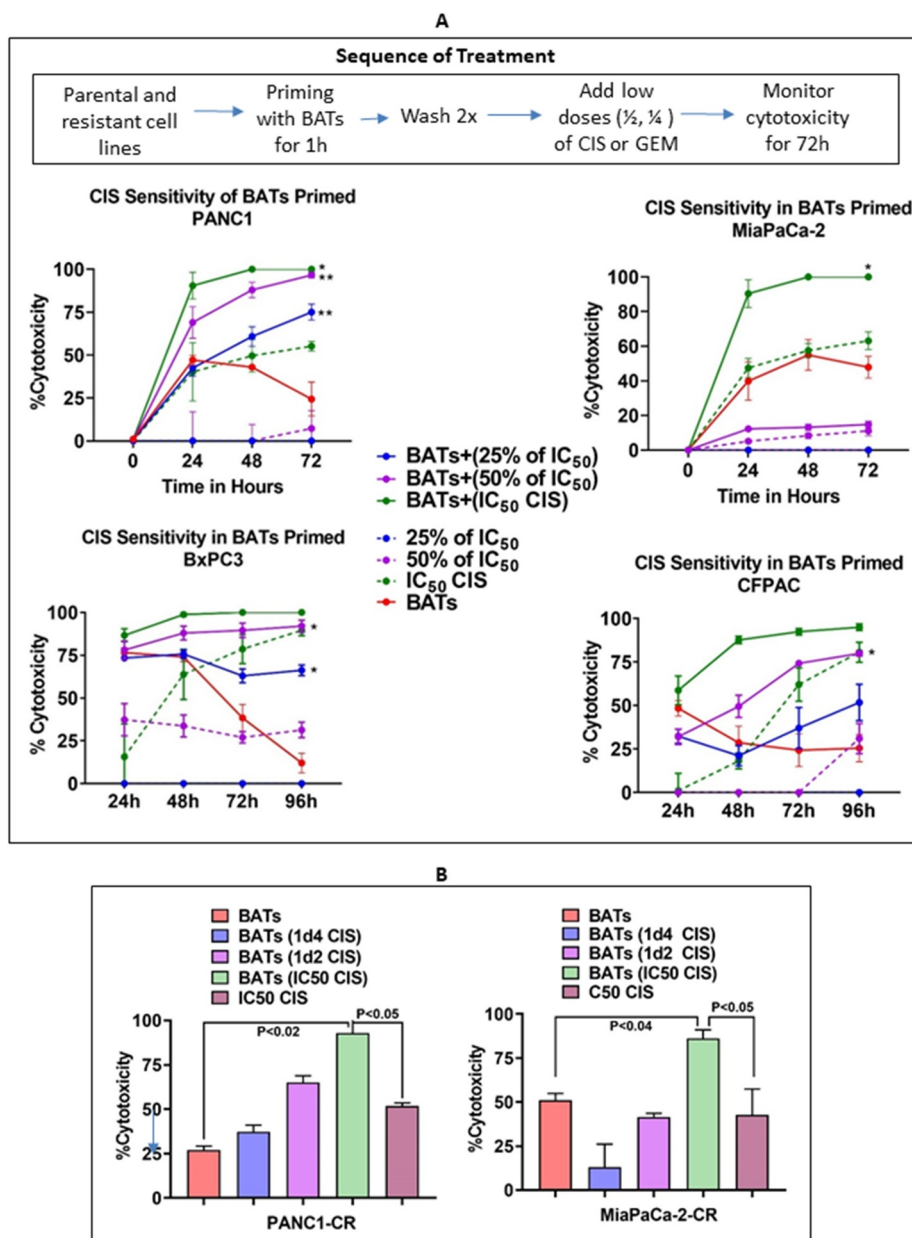 A
Sequence of Treatment
Parental and
resistant cell
lines
Priming
with BATs
for 1h
Wash 2x
Add low
doses (½, ¼ )
of CIS or GEM
Monitor
cytotoxicity
for 72h
CIS Sensitivity of BATs Primed
PANC1
%Cytotoxicity
100
75
50
25
0
*
**
**
0 24 48 72
Time in Hours
CIS Sensitivity in BATs Primed
MiaPaCa-2
%Cytotoxicity
100
80
60
40
20
0
*
0 24 48 72
Time in Hours
BATs+(25% of IC50)
BATs+(50% of IC50)
BATs+(IC50 CIS)
25% of IC50
50% of IC50
IC50 CIS
BATs
CIS Sensitivity in BATs Primed
BxPC3
% Cytotoxicity
100
75
50
25
0
*
*
24h 48h 72h 96h
CIS Sensitivity in BATs Primed
CFPAC
% Cytotoxicity
100
75
50
25
0
*
24h 48h 72h 96h
B
BATs
BATs (1d4 CIS)
BATs (1d2 CIS)
BATs (IC50 CIS)
IC50 CIS
P<0.02
P<0.05
%Cytotoxicity
100
75
50
25
0
PANC1-CR
BATs
BATs (1d4 CIS)
BATs (1d2 CIS)
BATs (IC50 CIS)
C50 CIS
P<0.04
P<0.05
%Cytotoxicity
100
75
50
25
0
MiaPaCa-2-CR